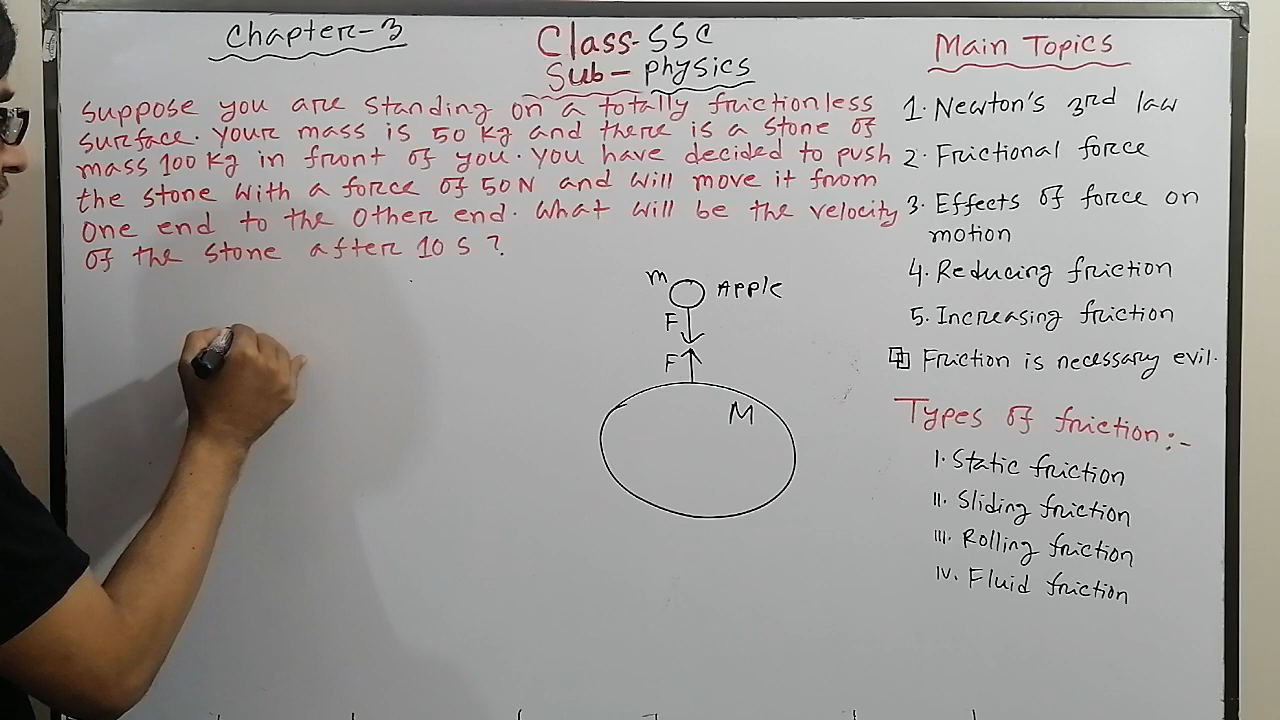 Chapter-3
Class-SSC
Sub-physics
Suppose you are standing on a totally frictionless
surface. Your mass is 50 kg and there is a stone of
mass 100 kg in front of you. You have decided to push
the stone with a force of 50N and will move it from
one end to the other end. What will be the velocity
of the stone after 10 s ?
m Apple
F
F
M
Main Topics
1. Newton's 3rd law
2. Frictional force
3. Effects of force on
motion
4. Reducing friction
5. Increasing friction
Friction is necessary evil.
Types of friction:-
I. Static friction
II. Sliding friction
III. Rolling friction
IV. Fluid friction